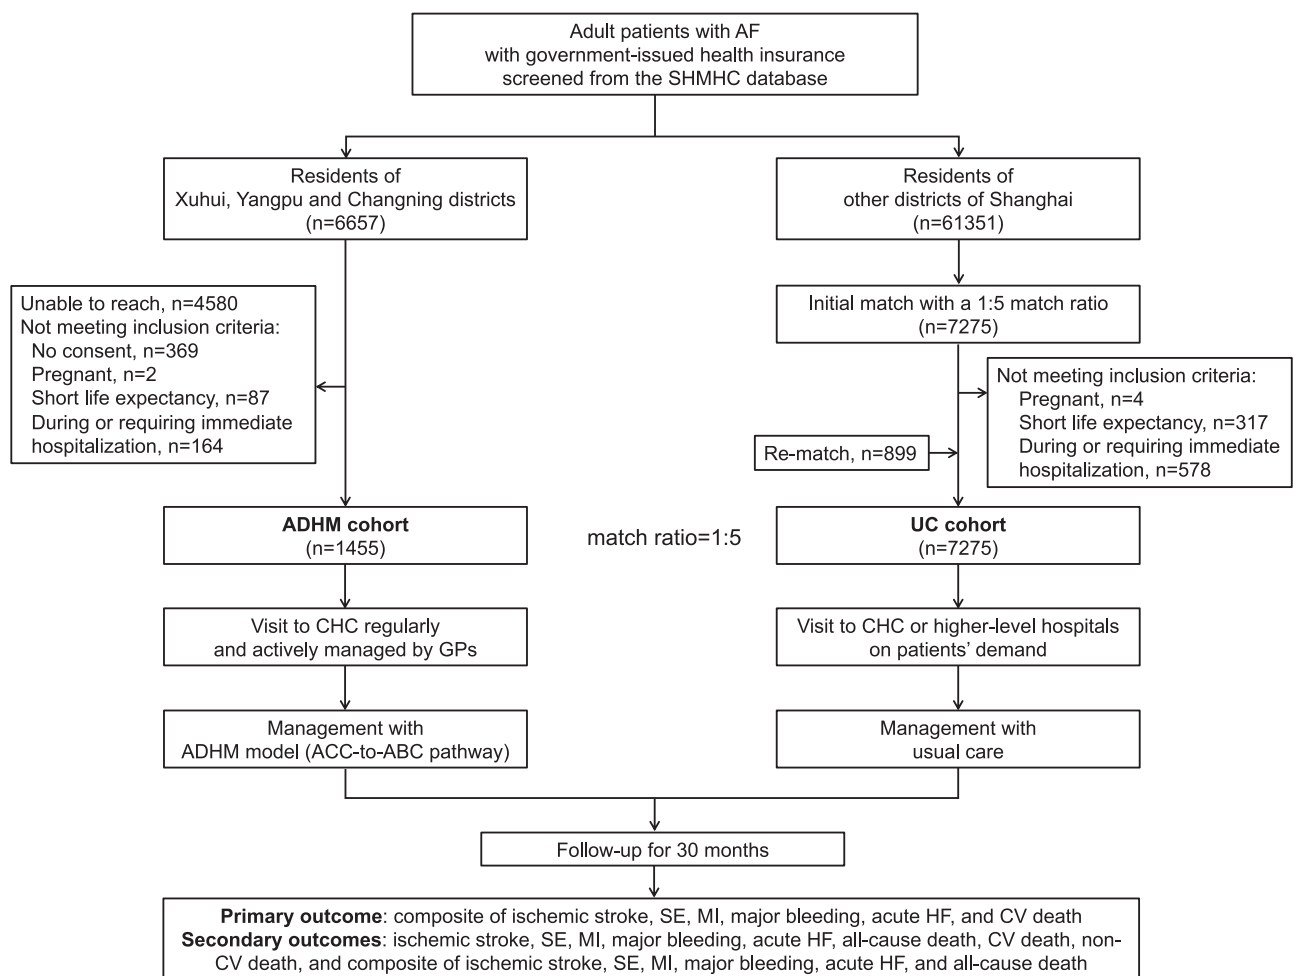 Adult patients with AF
with government-issued health insurance
screened from the SHMHC database
Residents of
Xuhui, Yangpu and Changning districts
(n=6657)
Residents of
other districts of Shanghai
(n=61351)
Unable to reach, n=4580
Not meeting inclusion criteria:
No consent, n=369
Pregnant, n=2
Short life expectancy, n=87
During or requiring immediate
hospitalization, n=164
Initial match with a 1:5 match ratio
(n=7275)
Not meeting inclusion criteria:
Pregnant, n=4
Short life expectancy, n=317
During or requiring immediate
hospitalization, n=578
Re-match, n=899
ADHM cohort
(n=1455)
match ratio=1:5
UC cohort
(n=7275)
Visit to CHC regularly
and actively managed by GPs
Visit to CHC or higher-level hospitals
on patients’ demand
Management with
ADHM model (ACC-to-ABC pathway)
Management with
usual care
Follow-up for 30 months
Primary outcome: composite of ischemic stroke, SE, MI, major bleeding, acute HF, and CV death
Secondary outcomes: ischemic stroke, SE, MI, major bleeding, acute HF, all-cause death, CV death, non-
CV death, and composite of ischemic stroke, SE, MI, major bleeding, acute HF, and all-cause death